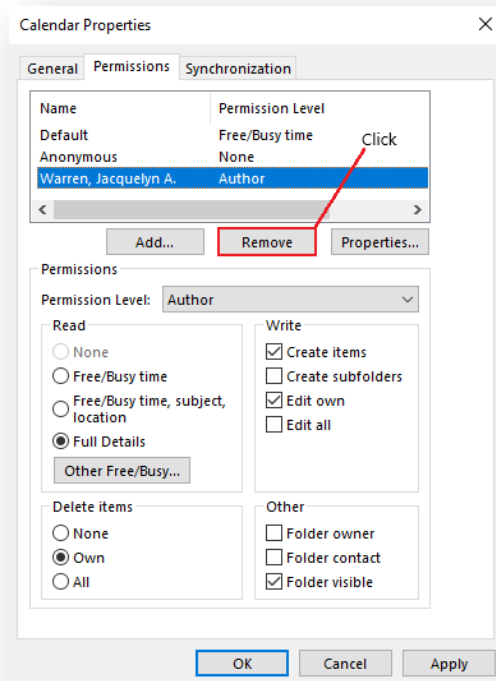 Calendar Properties
General Permissions Synchronization
Name Permission Level
Default Free/Busy time
Click
Anonymous None
Warren, Jacquelyn A. Author
Add... Remove Properties...
Permissions
Permission Level: Author
Read
None
Free/Busy time
Free/Busy time, subject,
location
Full Details
Other Free/Busy...
Write
Create items
Create subfolders
Edit own
Edit all
Delete items
None
Own
All
Other
Folder owner
Folder contact
Folder visible
OK Cancel Apply